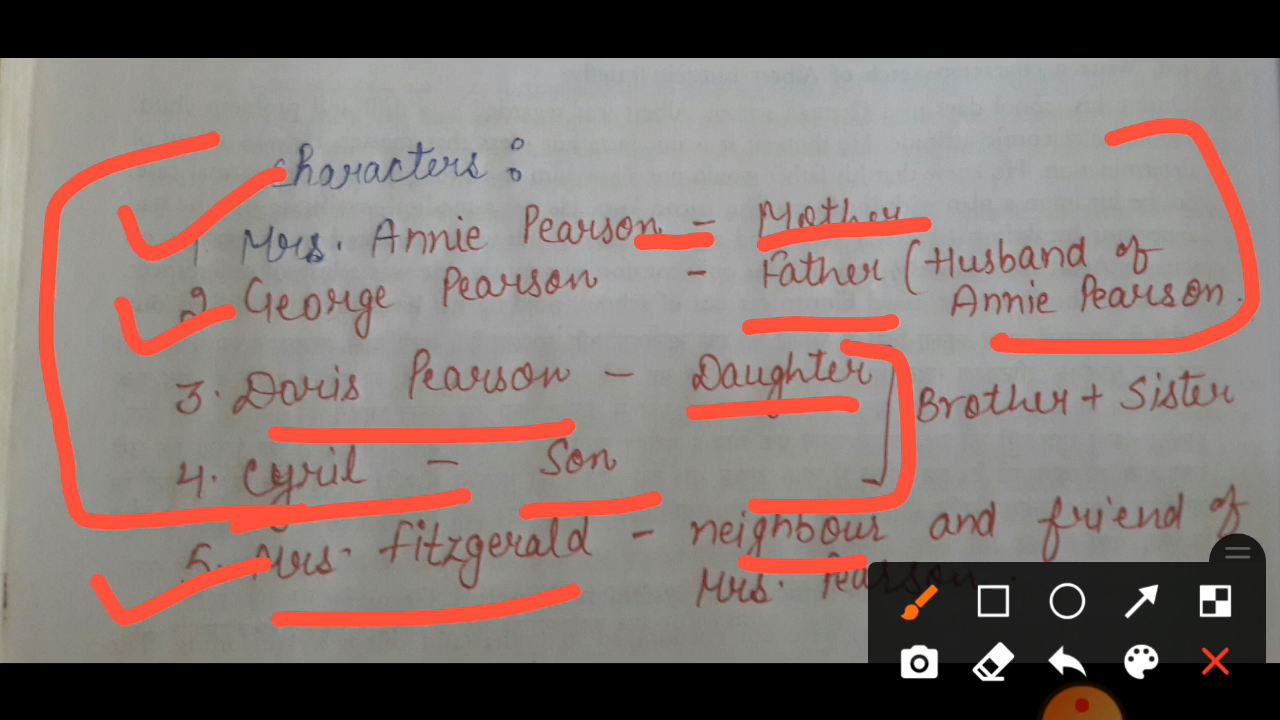 Characters :
1. Mrs. Annie Pearson - Mother
2. George Pearson - Father (Husband of
Annie Pearson.
3. Doris Pearson - Daughter
Brother + Sister
4. Cyril - Son
5. Mrs. Fitzgerald - neighbour and friend of
Mrs. Pearson.